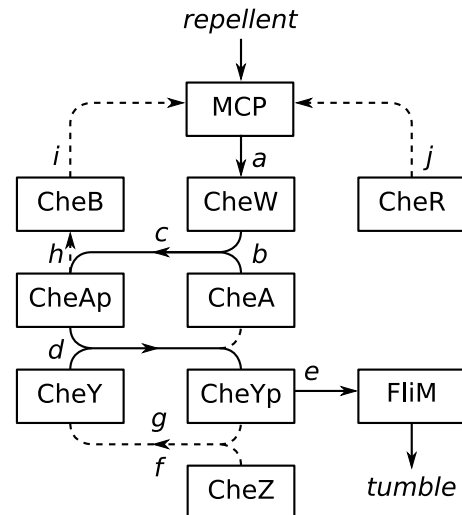 repellent
MCP
a
i
j
CheB
CheW
CheR
c
h
b
CheAp
CheA
d
e
CheY
CheYp
FliM
g
f
CheZ
tumble